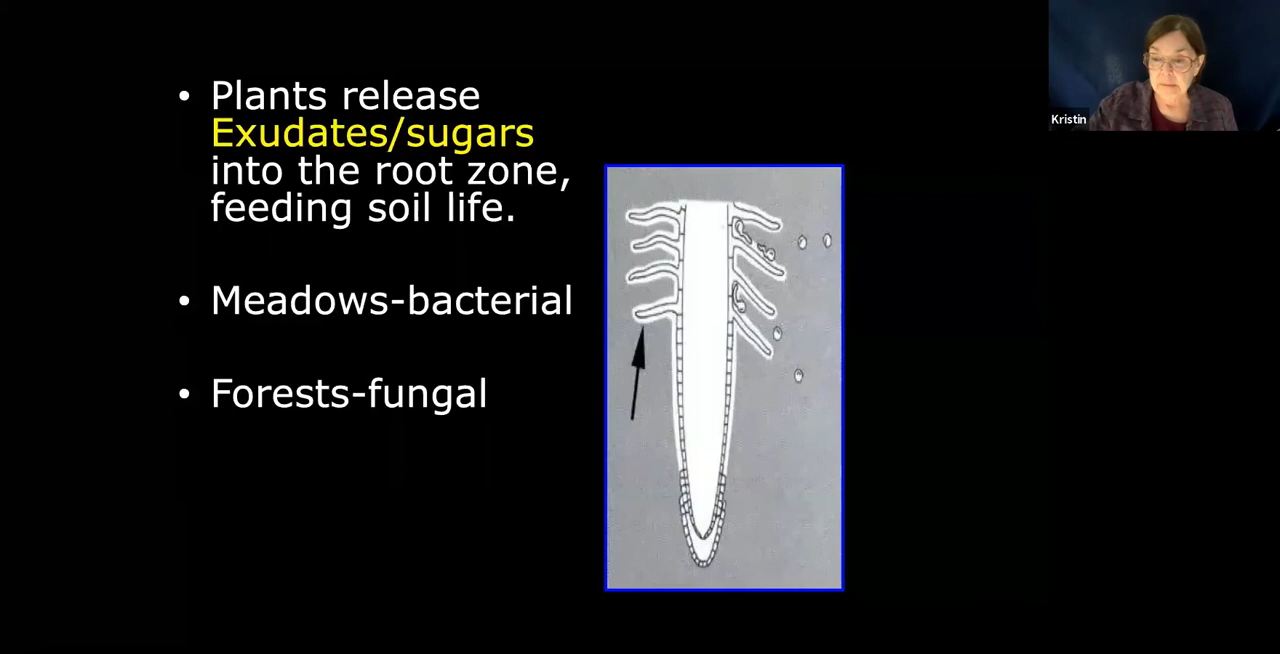 • Plants release
Exudates/sugars
into the root zone,
feeding soil life.
• Meadows-bacterial
• Forests-fungal
Kristin